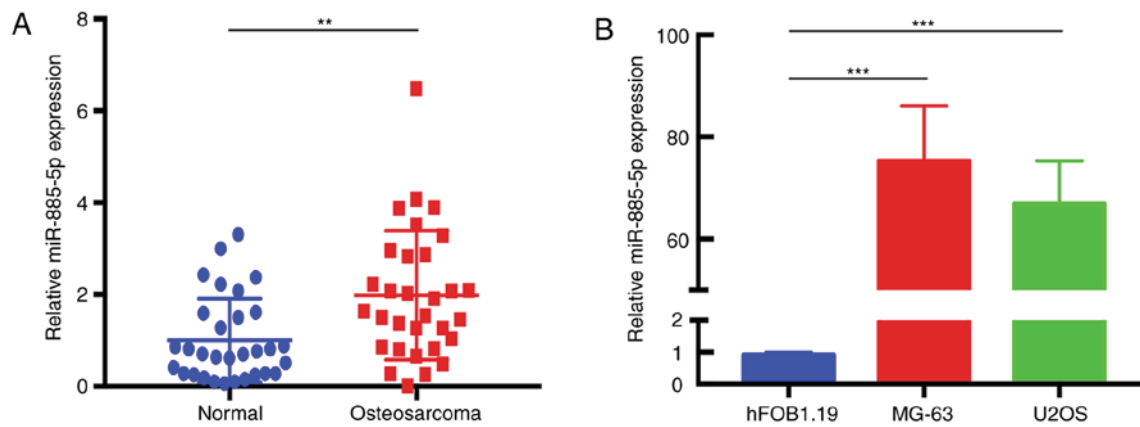 A
Relative miR-885-5p expression
8
6
4
2
0
**
Normal
Osteosarcoma
B
Relative miR-885-5p expression
100
80
60
2
1
0
***
***
hFOB1.19
MG-63
U2OS